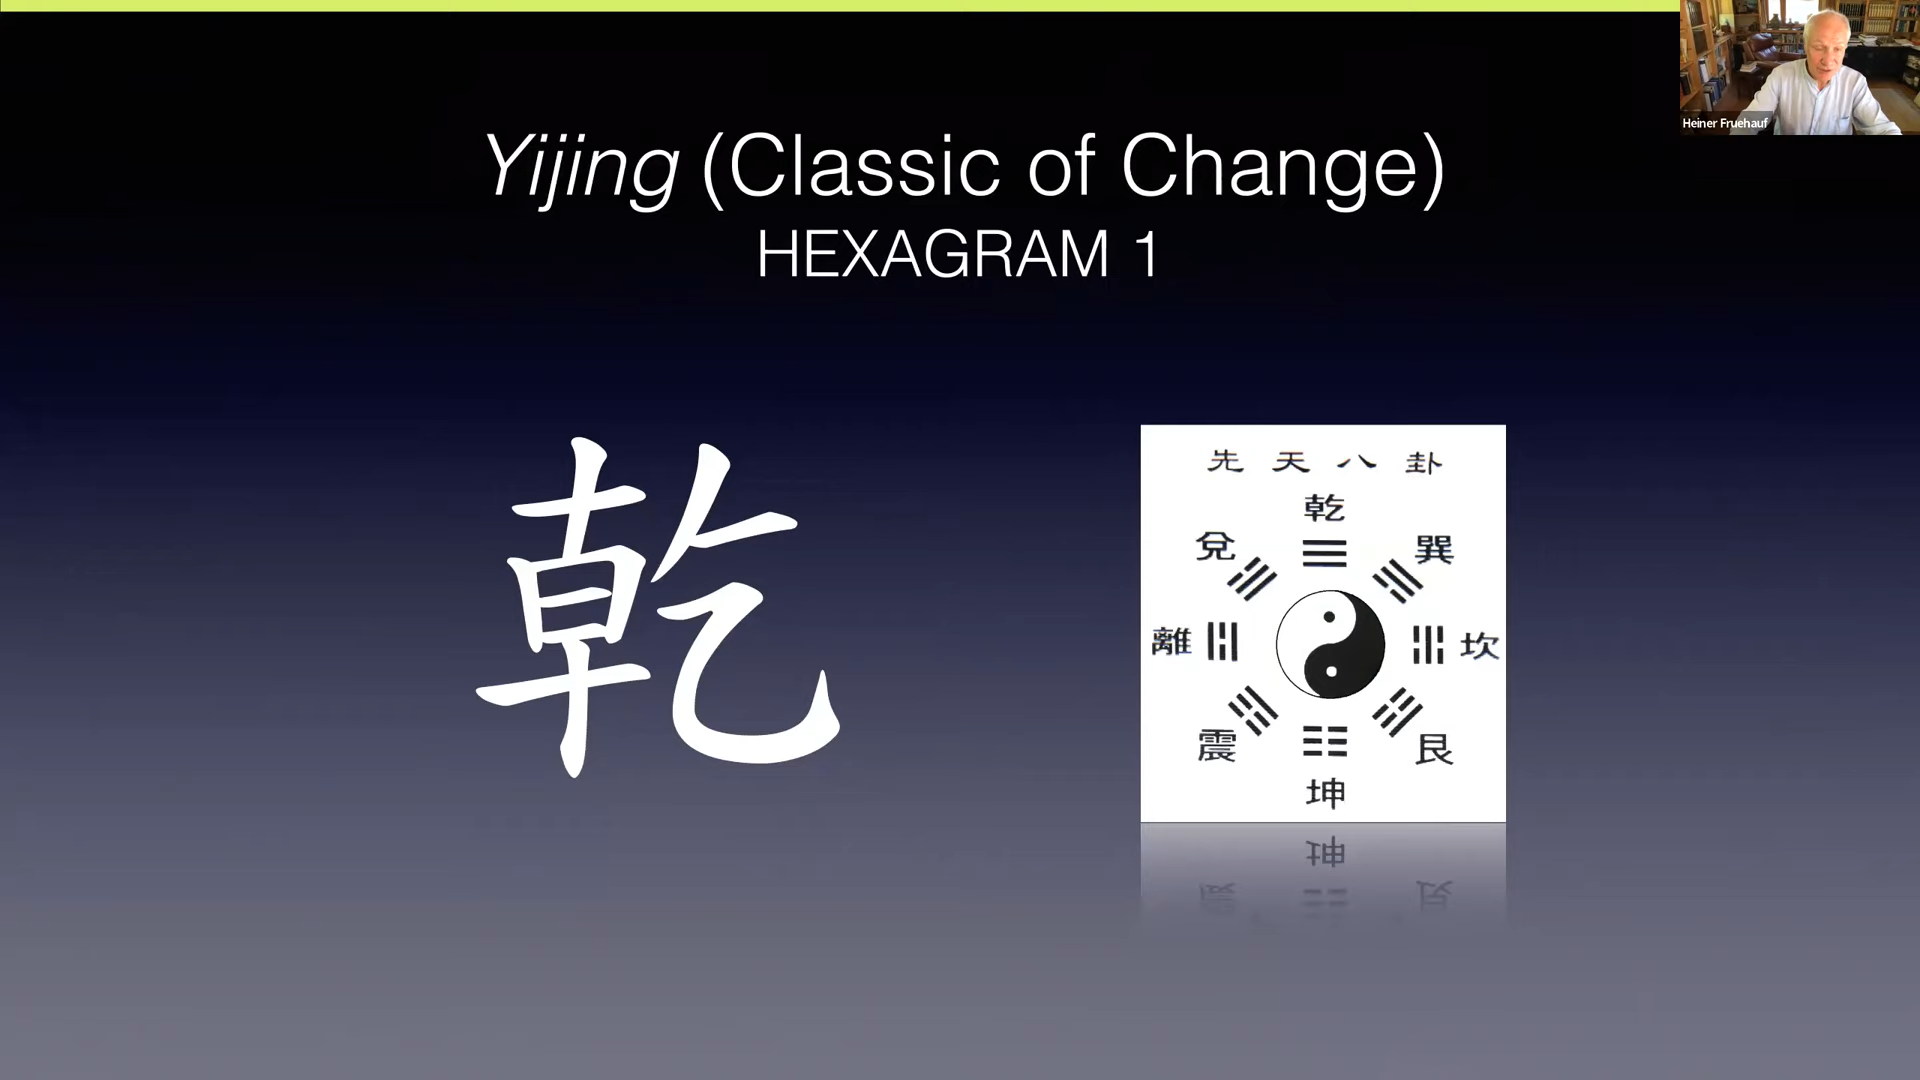 Yijing (Classic of Change)
HEXAGRAM 1
Heiner Fruehauf
乾
先天八卦
乾
兌
巽
離
坎
震
艮
坤